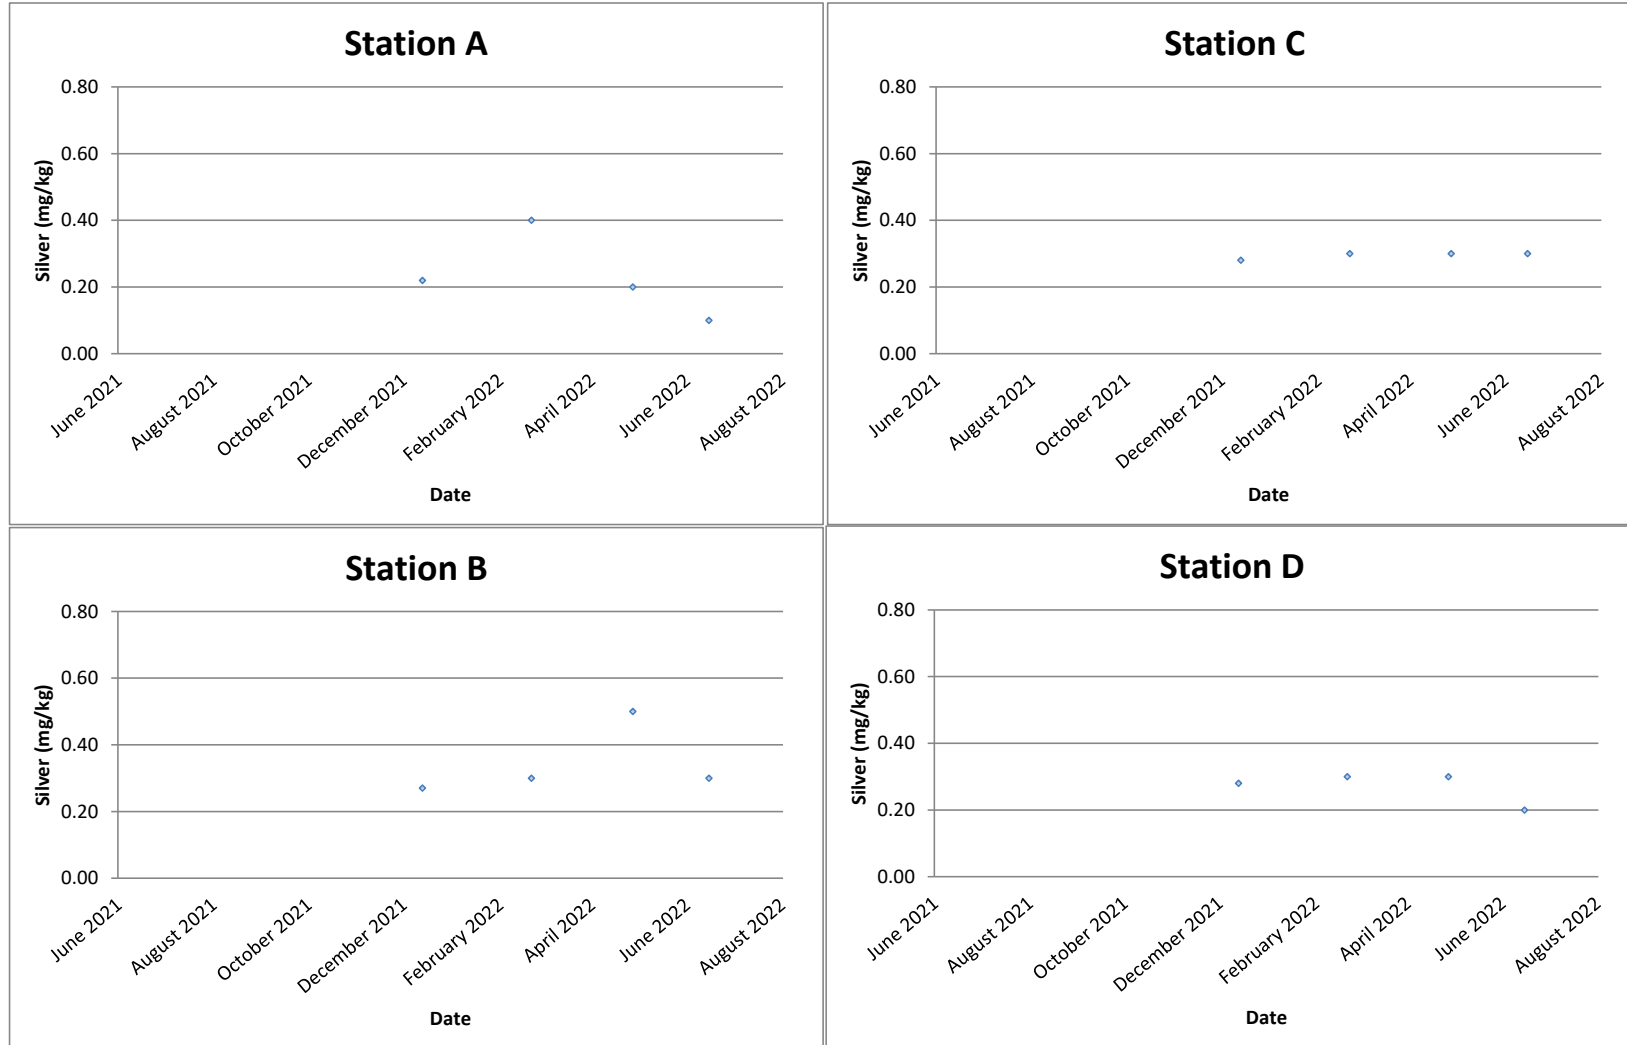 Station A
0.80
0.60
0.40
0.20
0.00
Silver (mg/kg)
June 2021
August 2021
October 2021
December 2021
February 2022
April 2022
June 2022
August 2022
Date
Station C
0.80
0.60
0.40
0.20
0.00
Silver (mg/kg)
June 2021
August 2021
October 2021
December 2021
February 2022
April 2022
June 2022
August 2022
Date
Station B
0.80
0.60
0.40
0.20
0.00
Silver (mg/kg)
June 2021
August 2021
October 2021
December 2021
February 2022
April 2022
June 2022
August 2022
Date
Station D
0.80
0.60
0.40
0.20
0.00
Silver (mg/kg)
June 2021
August 2021
October 2021
December 2021
February 2022
April 2022
June 2022
August 2022
Date